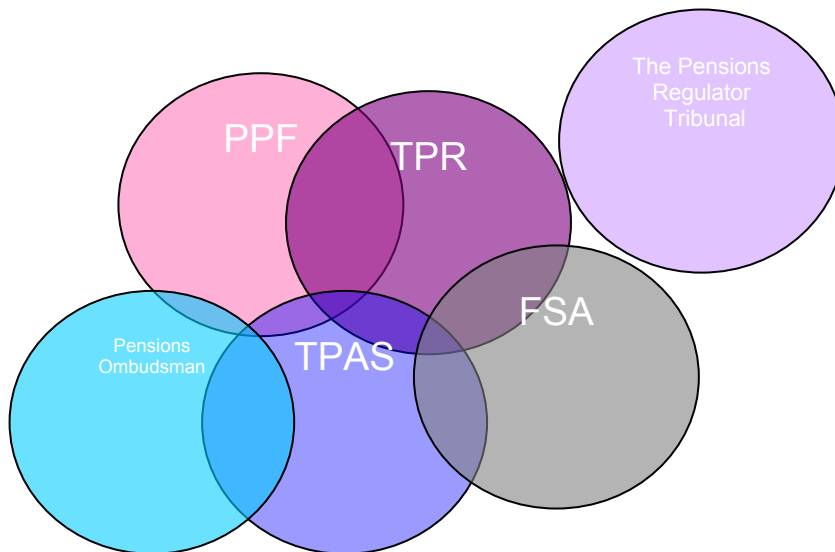 The Pensions
Regulator
Tribunal
PPF
TPR
FSA
Pensions
Ombudsman
TPAS